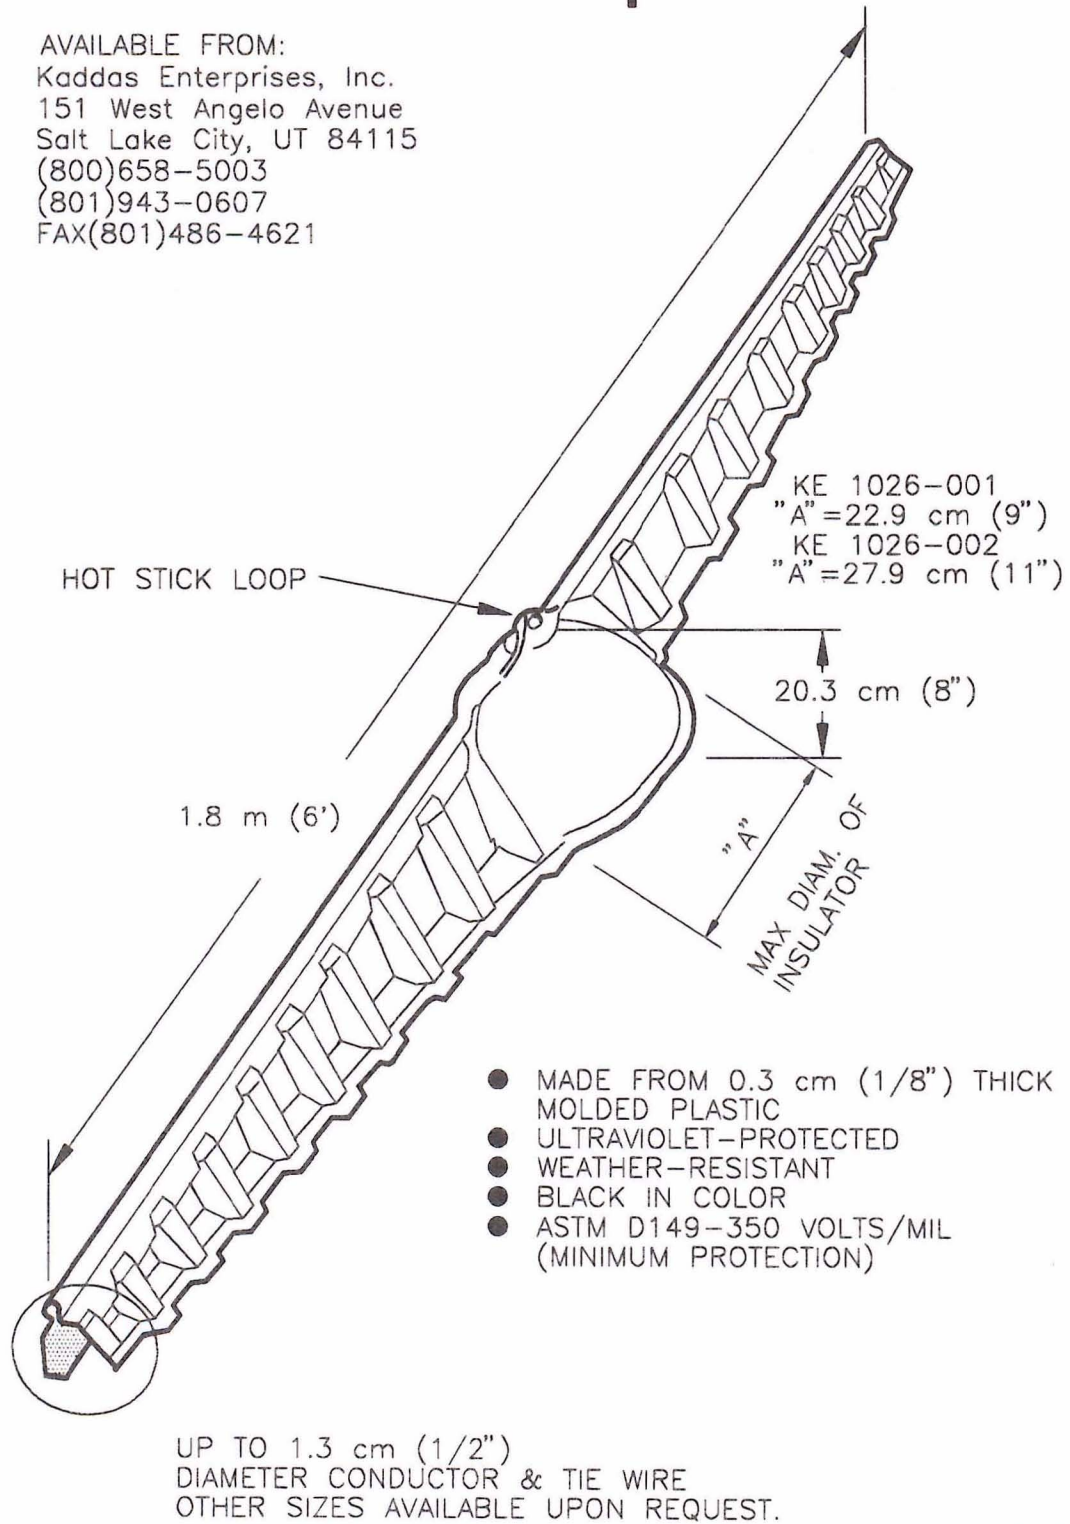 AVAILABLE FROM:
Kaddas Enterprises, Inc.
151 West Angelo Avenue
Salt Lake City, UT 84115
(800)658-5003
(801)943-0607
FAX(801)486-4621
KE 1026-001
"A"=22.9 cm (9")
KE 1026-002
"A"=27.9 cm (11")
HOT STICK LOOP
20.3 cm (8")
1.8 m (6')
"A"
MAX DIAM. OF
INSULATOR
● MADE FROM 0.3 cm (1/8") THICK
MOLDED PLASTIC
● ULTRAVIOLET-PROTECTED
● WEATHER-RESISTANT
● BLACK IN COLOR
● ASTM D149-350 VOLTS/MIL
(MINIMUM PROTECTION)
UP TO 1.3 cm (1/2")
DIAMETER CONDUCTOR & TIE WIRE
OTHER SIZES AVAILABLE UPON REQUEST.